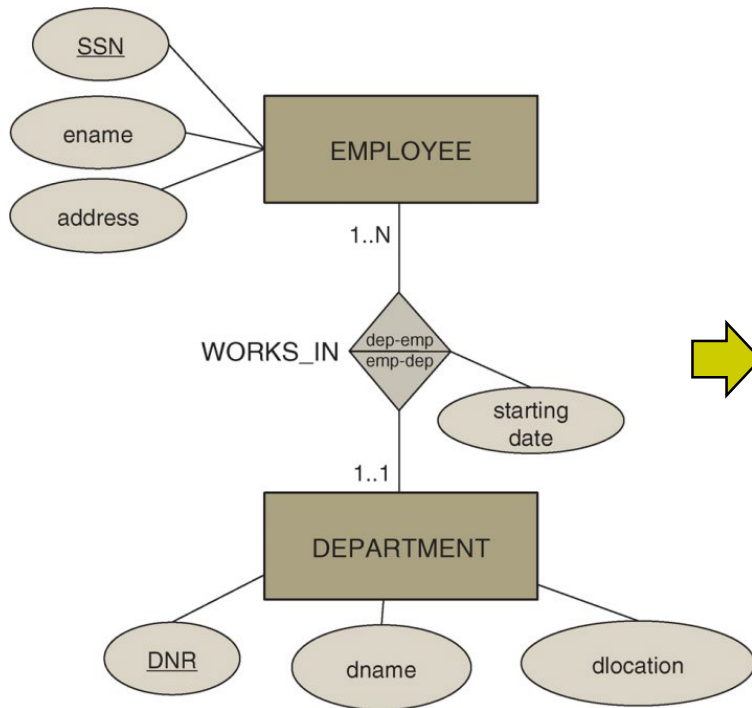 SSN
ename
address
EMPLOYEE
1..N
WORKS_IN
dep-emp
emp-dep
starting
date
1..1
DEPARTMENT
DNR
dname
dlocation